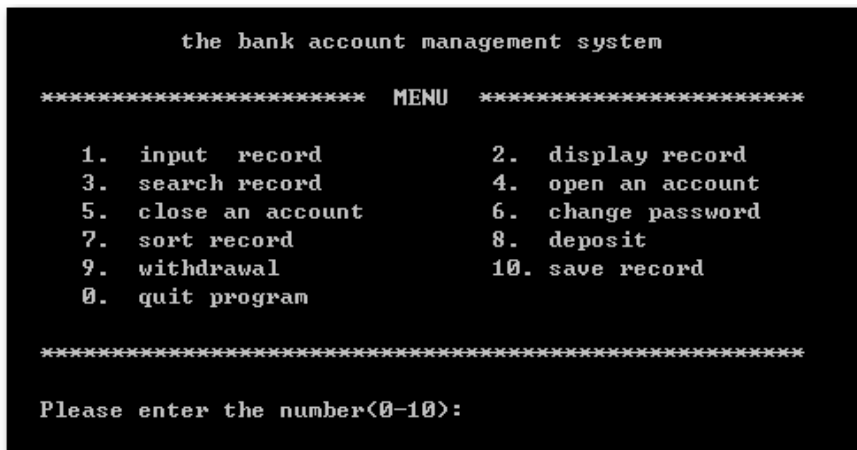 the bank account management system
*********************** MENU ***********************
1. input record 2. display record
3. search record 4. open an account
5. close an account 6. change password
7. sort record 8. deposit
9. withdrawal 10. save record
0. quit program
******************************************************
Please enter the number(0-10):